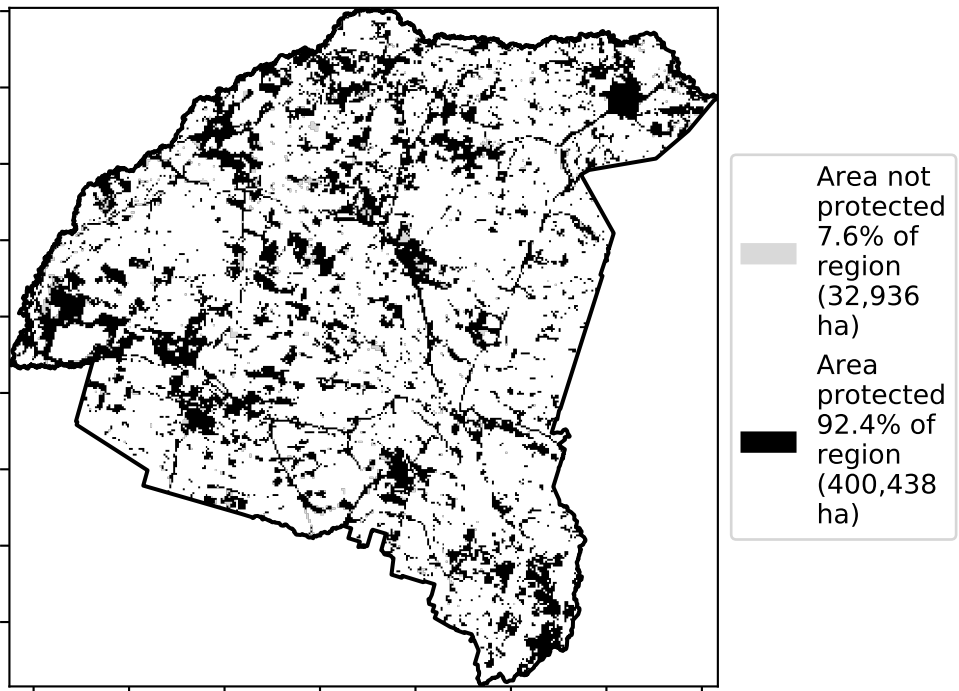 Area not
protected
7.6% of
region
(32,936
ha)
Area
protected
92.4% of
region
(400,438
ha)